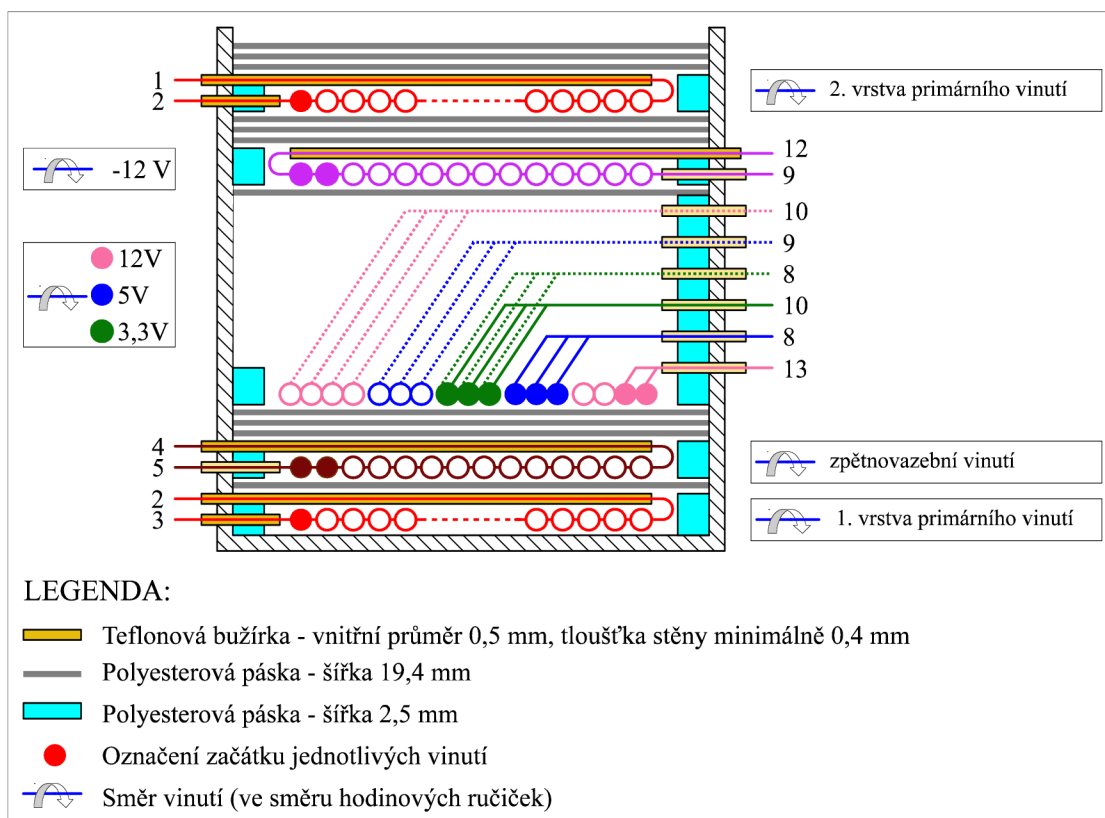 1
2
2. vrstva primárního vinutí
-12 V
12
9
10
12V
5V
3,3V
9
8
10
8
13
4
5
zpětnovazební vinutí
2
3
1. vrstva primárního vinutí
LEGENDA:
Teflonová bužírka - vnitřní průměr 0,5 mm, tloušťka stěny minimálně 0,4 mm
Polyesterová páska - šířka 19,4 mm
Polyesterová páska - šířka 2,5 mm
Označení začátku jednotlivých vinutí
Směr vinutí (ve směru hodinových ručiček)